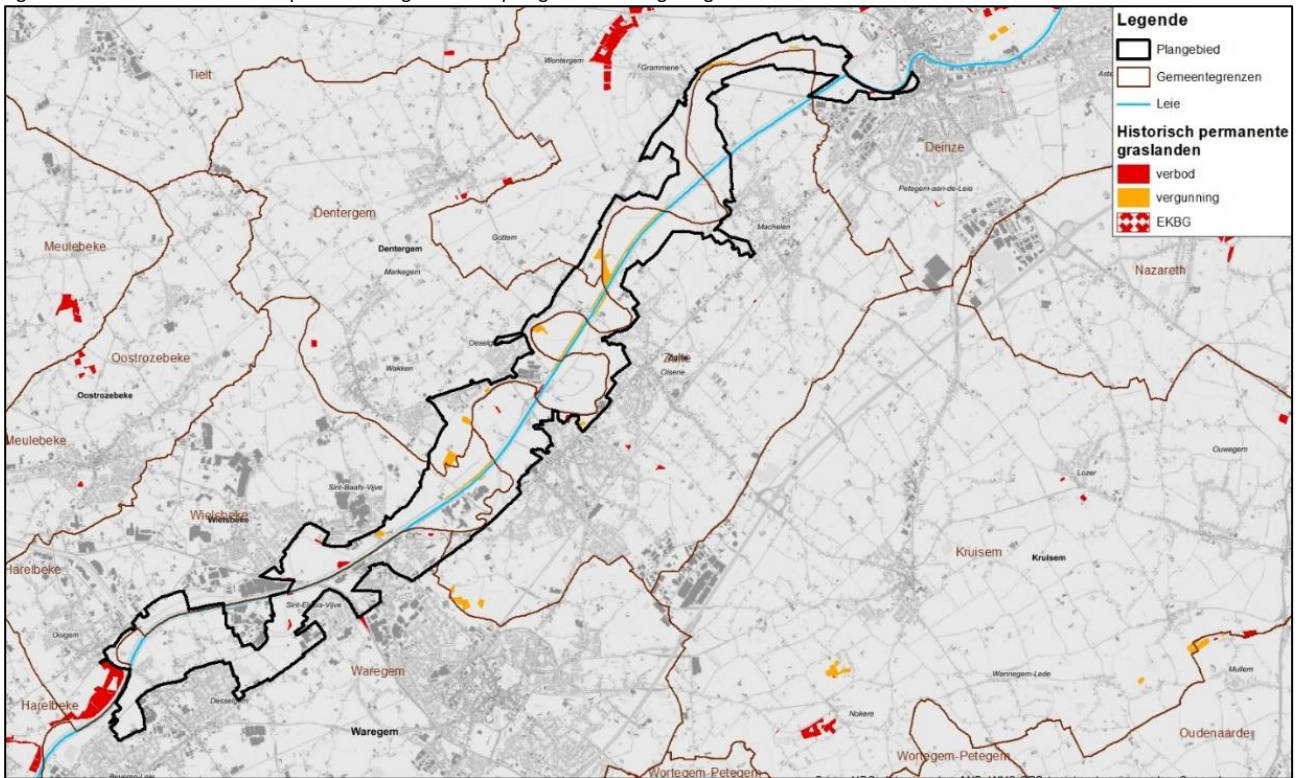 Legende
Plangebied
Gemeentegrenzen
Leie
Historisch permanente
graslanden
verbod
vergunning
EKBG
Tielt
Wontergem
Grammene
Deinze
Petegem-aan-de-Leie
Dentergem
Gottem
Machelen
Meulebeke
Dentergem
Markegem
Nazareth
Oostrozebeke
Wakken
Olsene
Oostrozebeke
Meulebeke
Ouwegem
Lozer
Sint-Baafs-Vijve
Wielsbeke
Wielsbeke
Kruisem
Kruisem
Harelbeke
Sint-Eloois-Vijve
Ooigem
Waregem
Wannegem-Lede
Mullem
Harelbeke
Desselgem
Nokere
Waregem
Oudenaarde
Wortegem-Petegem
Wortegem-Petegem
Beveren-Leie